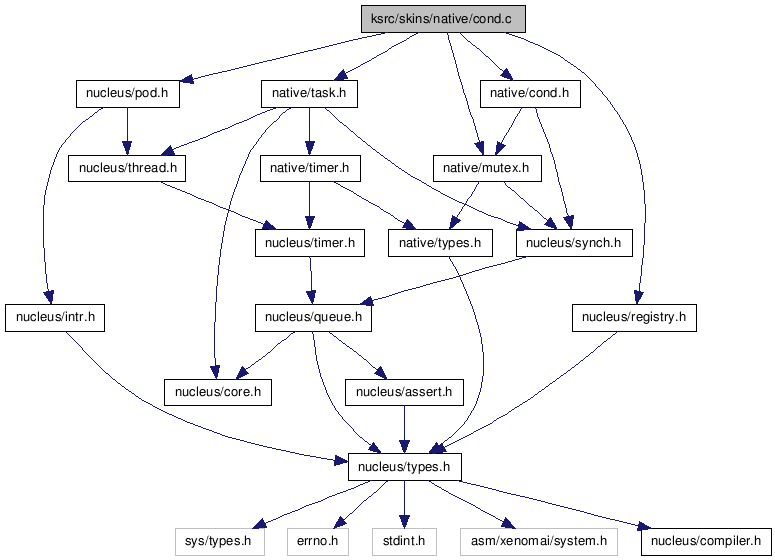 ksrc/skins/native/cond.c
nucleus/pod.h
native/task.h
native/cond.h
nucleus/thread.h
native/timer.h
native/mutex.h
nucleus/timer.h
native/types.h
nucleus/synch.h
nucleus/intr.h
nucleus/queue.h
nucleus/registry.h
nucleus/core.h
nucleus/assert.h
nucleus/types.h
sys/types.h
errno.h
stdint.h
asm/xenomai/system.h
nucleus/compiler.h